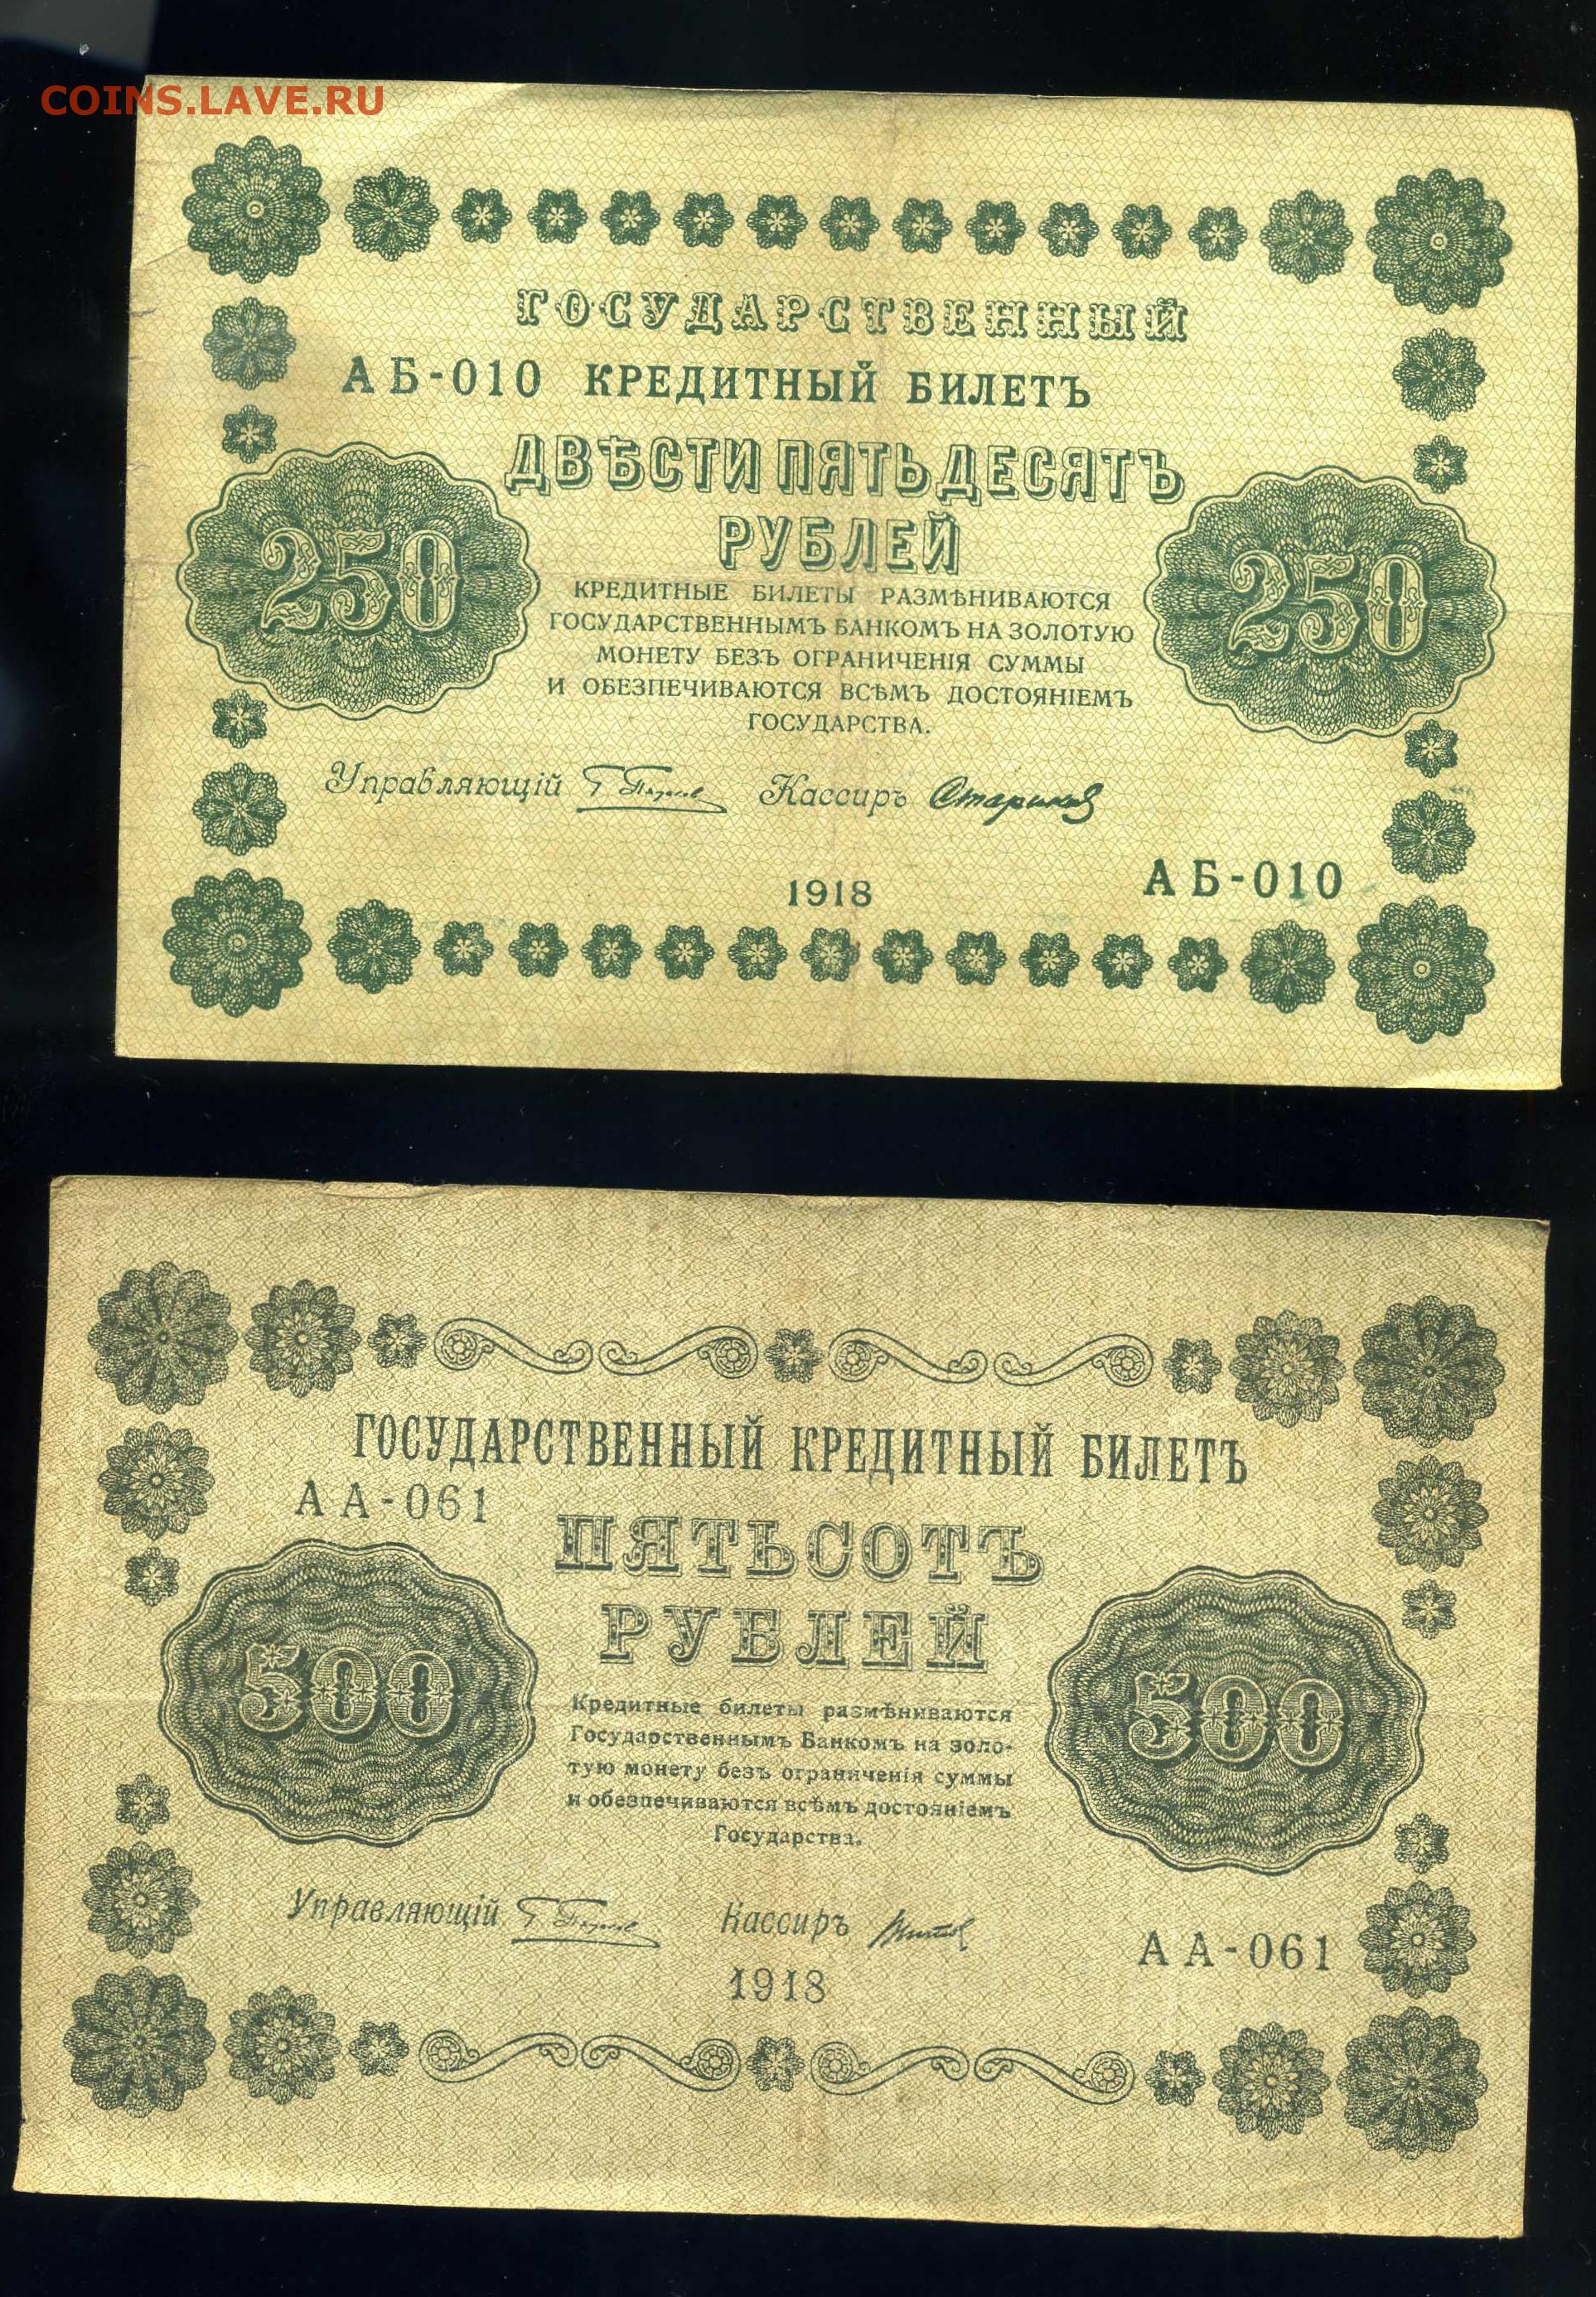 COINS.LAVE.RU
ГОСУДАРСТВЕННЫЙ
АБ-010 КРЕДИТНЫЙ БИЛЕТЪ
ДВѢСТИ ПЯТЬДЕСЯТЪ
РУБЛЕЙ
250
250
КРЕДИТНЫЕ БИЛЕТЫ РАЗМѢНИВАЮТСЯ
ГОСУДАРСТВЕННЫМЪ БАНКОМЪ НА ЗОЛОТУЮ
МОНЕТУ БЕЗЪ ОГРАНИЧЕНІЯ СУММЫ
И ОБЕЗПЕЧИВАЮТСЯ ВСѢМЪ ДОСТОЯНІЕМЪ
ГОСУДАРСТВА.
Управляющій Кассиръ
АБ-010
1918
ГОСУДАРСТВЕННЫЙ КРЕДИТНЫЙ БИЛЕТЪ
АА-061
ПЯТЬСОТЪ
РУБЛЕЙ
500
500
Кредитные билеты размѣниваются
Государственнымъ Банкомъ на золо-
тую монету безъ ограниченія суммы
и обезпечиваются всѣмъ достояніемъ
Государства.
Управляющій Кассиръ
АА-061
1918